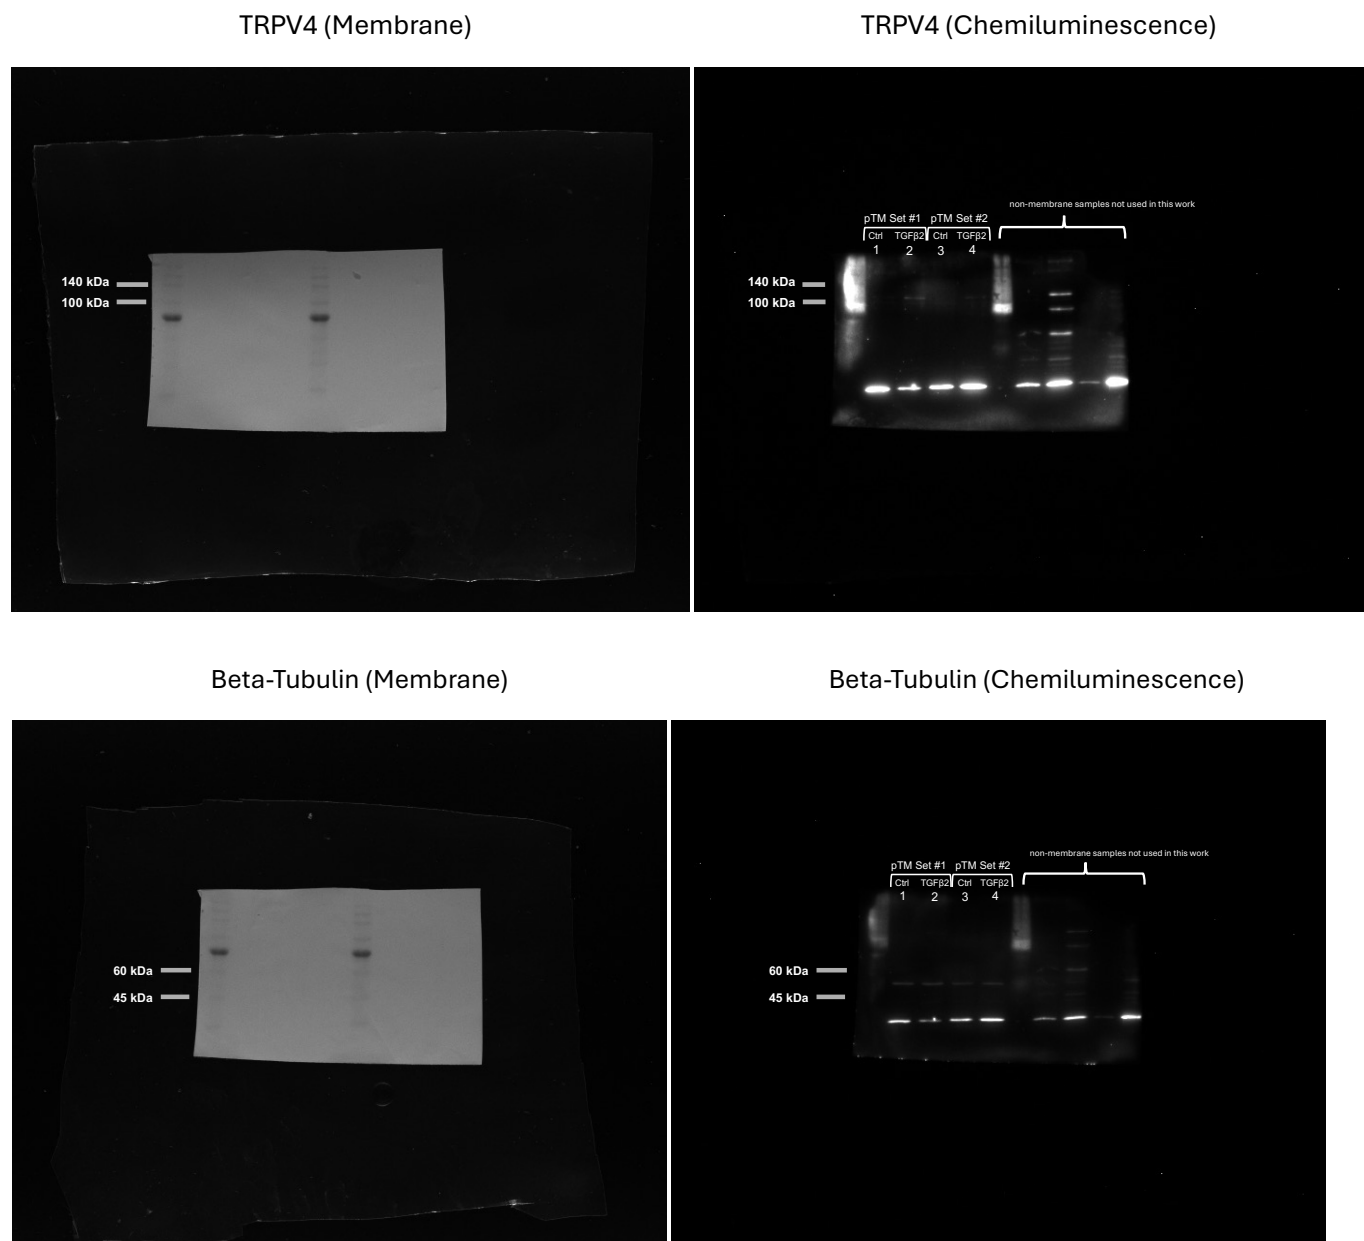 TRPV4 (Membrane)
TRPV4 (Chemiluminescence)
140 kDa
100 kDa
non-membrane samples not used in this work
pTM Set #1 pTM Set #2
Ctrl TGFβ2 Ctrl TGFβ2
1 2 3 4
140 kDa
100 kDa
Beta-Tubulin (Membrane)
Beta-Tubulin (Chemiluminescence)
60 kDa
45 kDa
non-membrane samples not used in this work
pTM Set #1 pTM Set #2
Ctrl TGFβ2 Ctrl TGFβ2
1 2 3 4
60 kDa
45 kDa